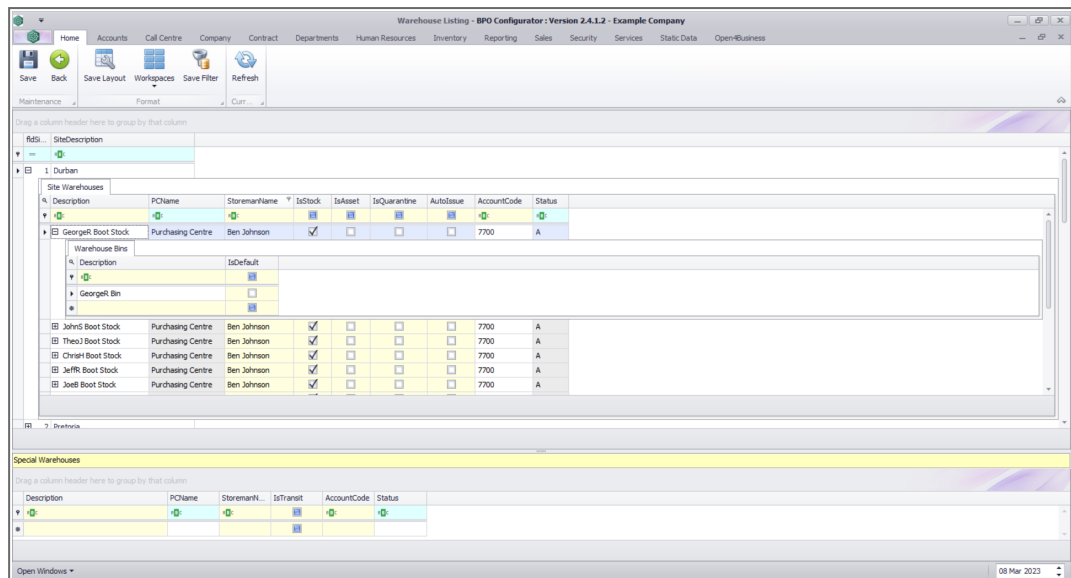 Warehouse Listing - BPO Configurator : Version 2.4.1.2 - Example Company
Home Accounts Call Centre Company Contract Departments Human Resources Inventory Reporting Sales Security Services Static Data Open4Business
Save Back Save Layout Workspaces Save Filter Refresh
Maintenance Format Curr...
Drag a column header here to group by that column
fldSi... SiteDescription
1 Durban
Site Warehouses
Description PCName StoremanName IsStock IsAsset IsQuarantine AutoIssue AccountCode Status
GeorgeR Boot Stock Purchasing Centre Ben Johnson 7700 A
Warehouse Bins
Description IsDefault
GeorgeR Bin
JohnS Boot Stock Purchasing Centre Ben Johnson 7700 A
TheoJ Boot Stock Purchasing Centre Ben Johnson 7700 A
ChrisH Boot Stock Purchasing Centre Ben Johnson 7700 A
JeffR Boot Stock Purchasing Centre Ben Johnson 7700 A
JoeB Boot Stock Purchasing Centre Ben Johnson 7700 A
2 Pretoria
Special Warehouses
Drag a column header here to group by that column
Description PCName StoremanN... IsTransit AccountCode Status
Open Windows 08 Mar 2023